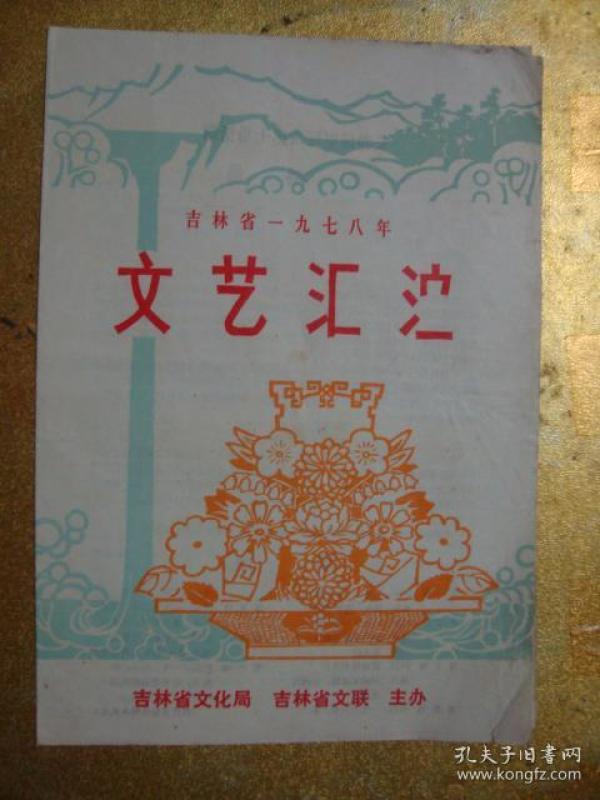 吉林省一九七八年
文艺汇演
吉林省文化局 吉林省文联 主办
孔夫子旧書网
www.kongfz.com